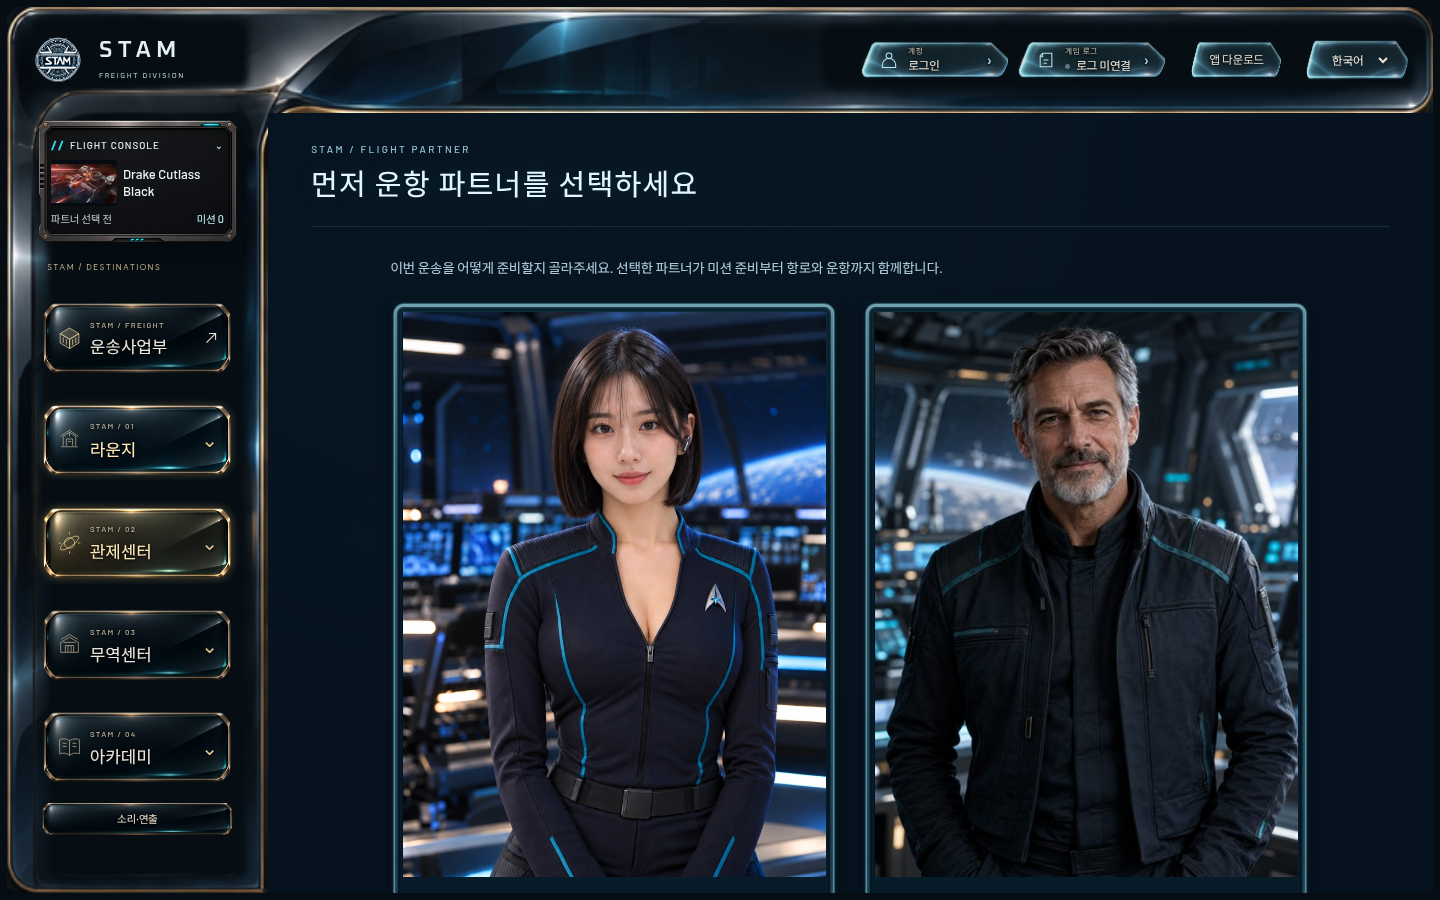 STAM
STAM
FREIGHT DIVISION
계정
로그인
게임 로그
로그 미연결
앱 다운로드
한국어
// FLIGHT CONSOLE
Drake Cutlass
Black
파트너 선택 전
미션 0
STAM / DESTINATIONS
STAM / FREIGHT
운송사업부
STAM / 01
라운지
STAM / 02
관제센터
STAM / 03
무역센터
STAM / 04
아카데미
소리·연출
STAM / FLIGHT PARTNER
먼저 운항 파트너를 선택하세요
이번 운송을 어떻게 준비할지 골라주세요. 선택한 파트너가 미션 준비부터 항로와 운항까지 함께합니다.